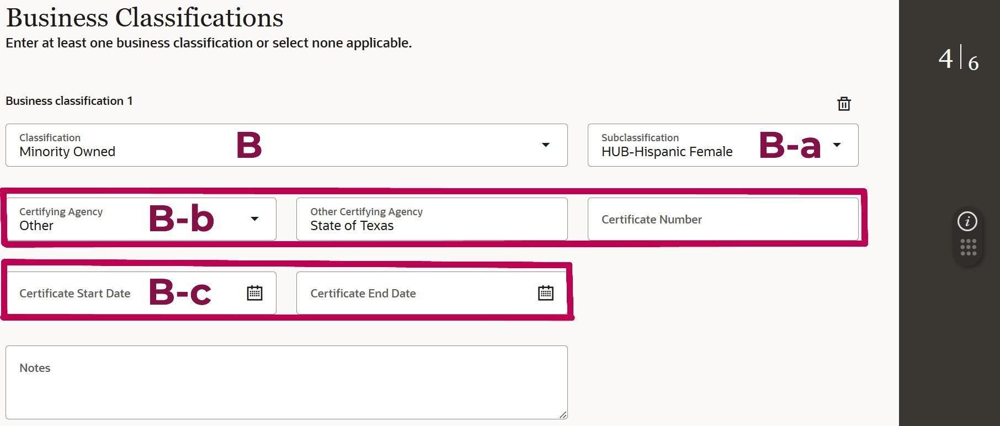 Business Classifications
Enter at least one business classification or select none applicable.
4 | 6
Business classification 1
Classification
Minority Owned
B
Subclassification
HUB-Hispanic Female
B-a
Certifying Agency
Other
B-b
Other Certifying Agency
State of Texas
Certificate Number
Certificate Start Date
B-c
Certificate End Date
Notes